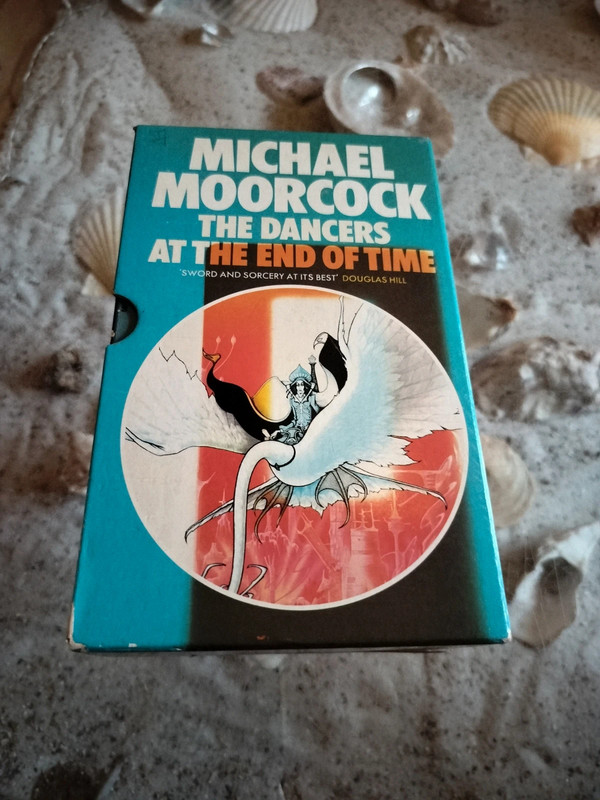 MICHAEL
MOORCOCK
THE DANCERS
AT THE END OF TIME
'SWORD AND SORCERY AT ITS BEST' DOUGLAS HILL